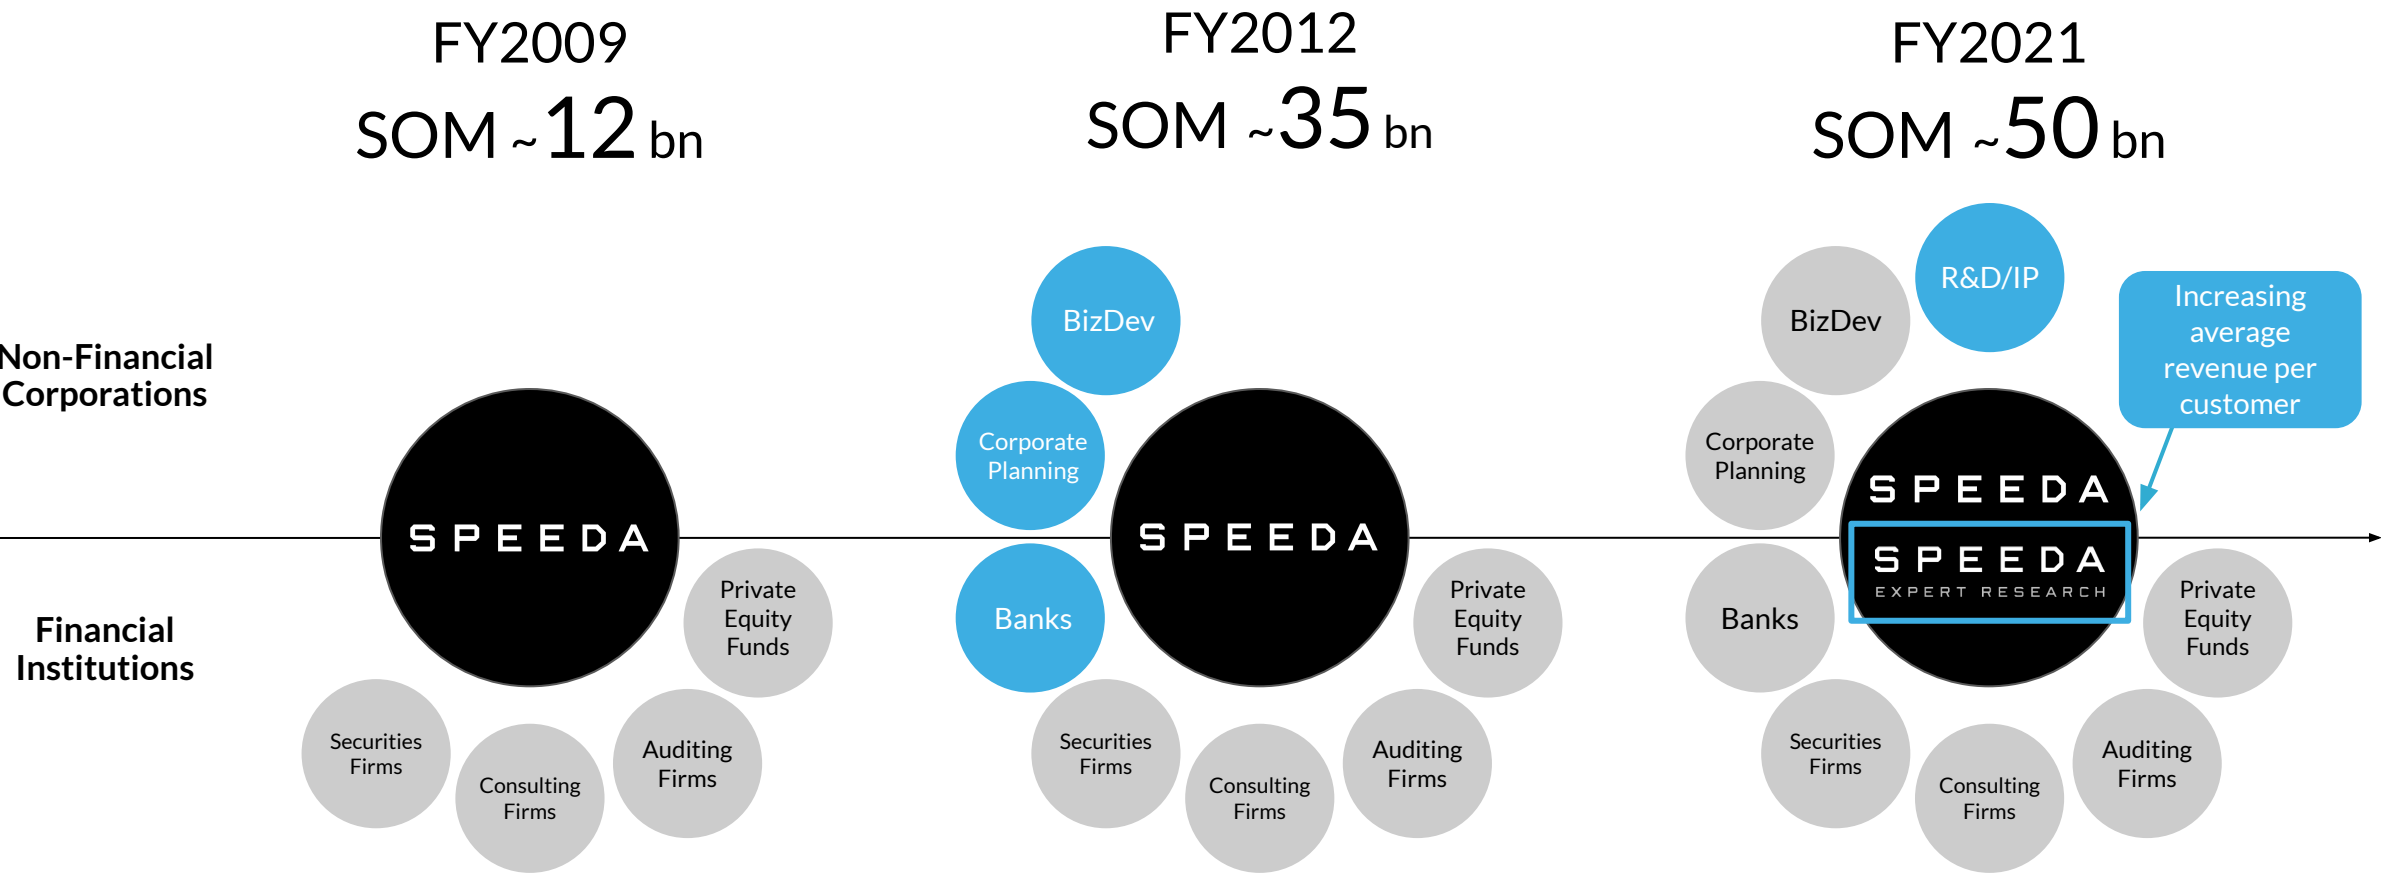 FY2009
SOM ~12 bn
FY2012
SOM ~35 bn
FY2021
SOM ~50 bn
Non-Financial
Corporations
Financial
Institutions
SPEEDA
Private
Equity
Funds
Auditing
Firms
Consulting
Firms
Securities
Firms
BizDev
Corporate
Planning
Banks
SPEEDA
Private
Equity
Funds
Auditing
Firms
Consulting
Firms
Securities
Firms
R&D/IP
BizDev
Corporate
Planning
Banks
SPEEDA
SPEEDA
EXPERT RESEARCH
Increasing
average
revenue per
customer
Private
Equity
Funds
Auditing
Firms
Consulting
Firms
Securities
Firms